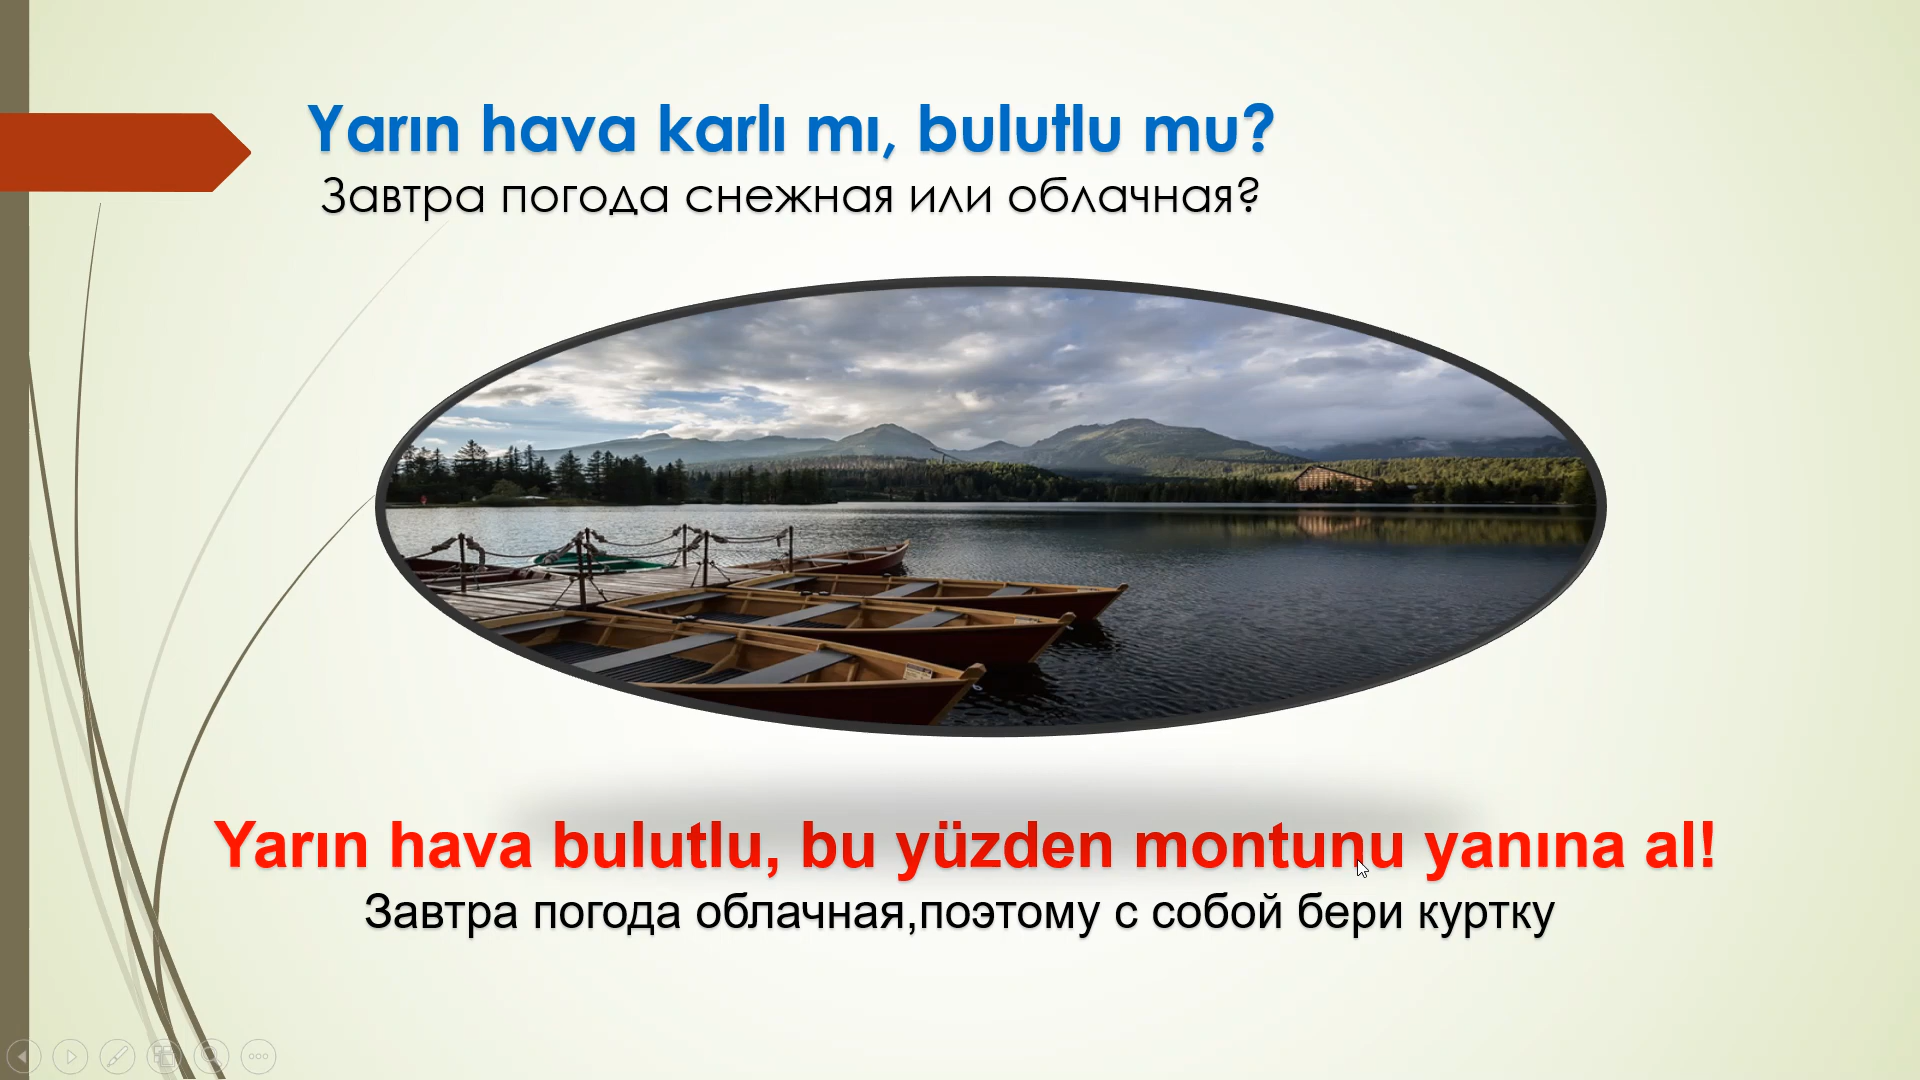 Yarın hava karlı mı, bulutlu mu?
Завтра погода снежная или облачная?
Yarın hava bulutlu, bu yüzden montunu yanına al!
Завтра погода облачная,поэтому с собой бери куртку